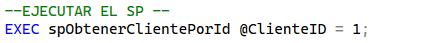 --EJECUTAR EL SP --
EXEC spObtenerClientePorId @ClienteID = 1;